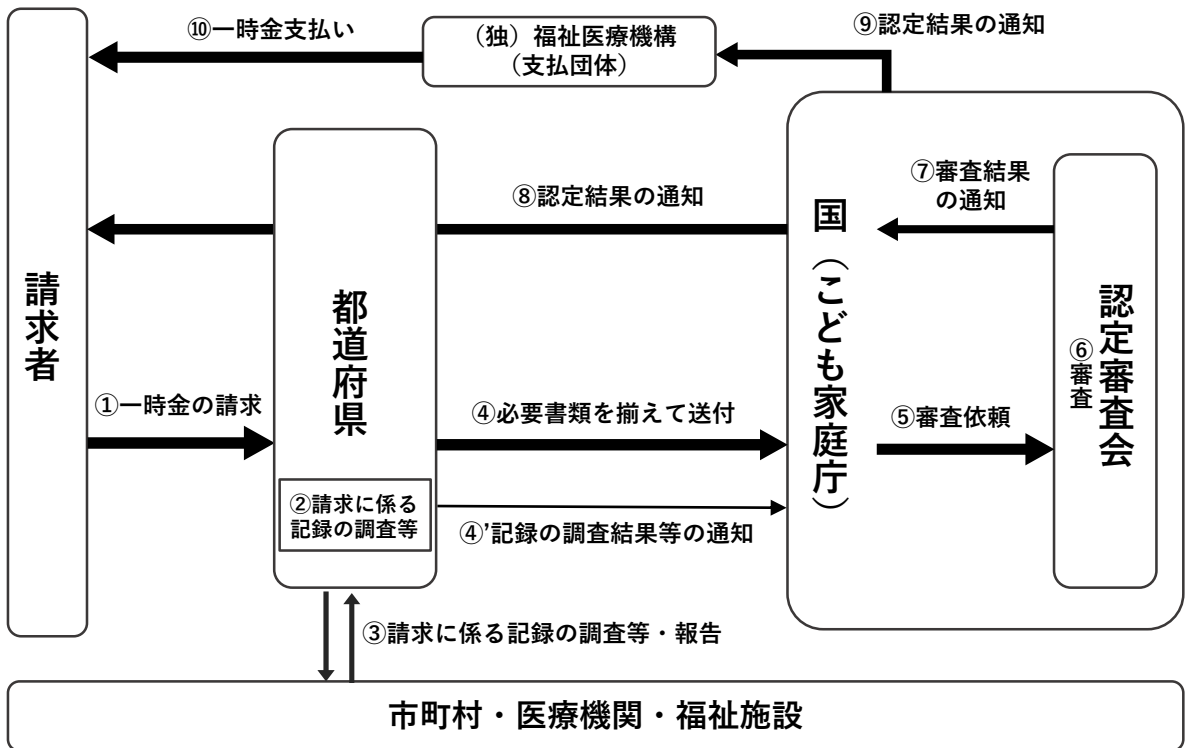 ⑩一時金支払い
（独）福祉医療機構
（支払団体）
⑨認定結果の通知
⑧認定結果の通知
⑦審査結果
の通知
請求者
都道府県
国（こども家庭庁）
認定審査会
⑥審査
①一時金の請求
④必要書類を揃えて送付
⑤審査依頼
②請求に係る
記録の調査等
④’記録の調査結果等の通知
③請求に係る記録の調査等・報告
市町村・医療機関・福祉施設